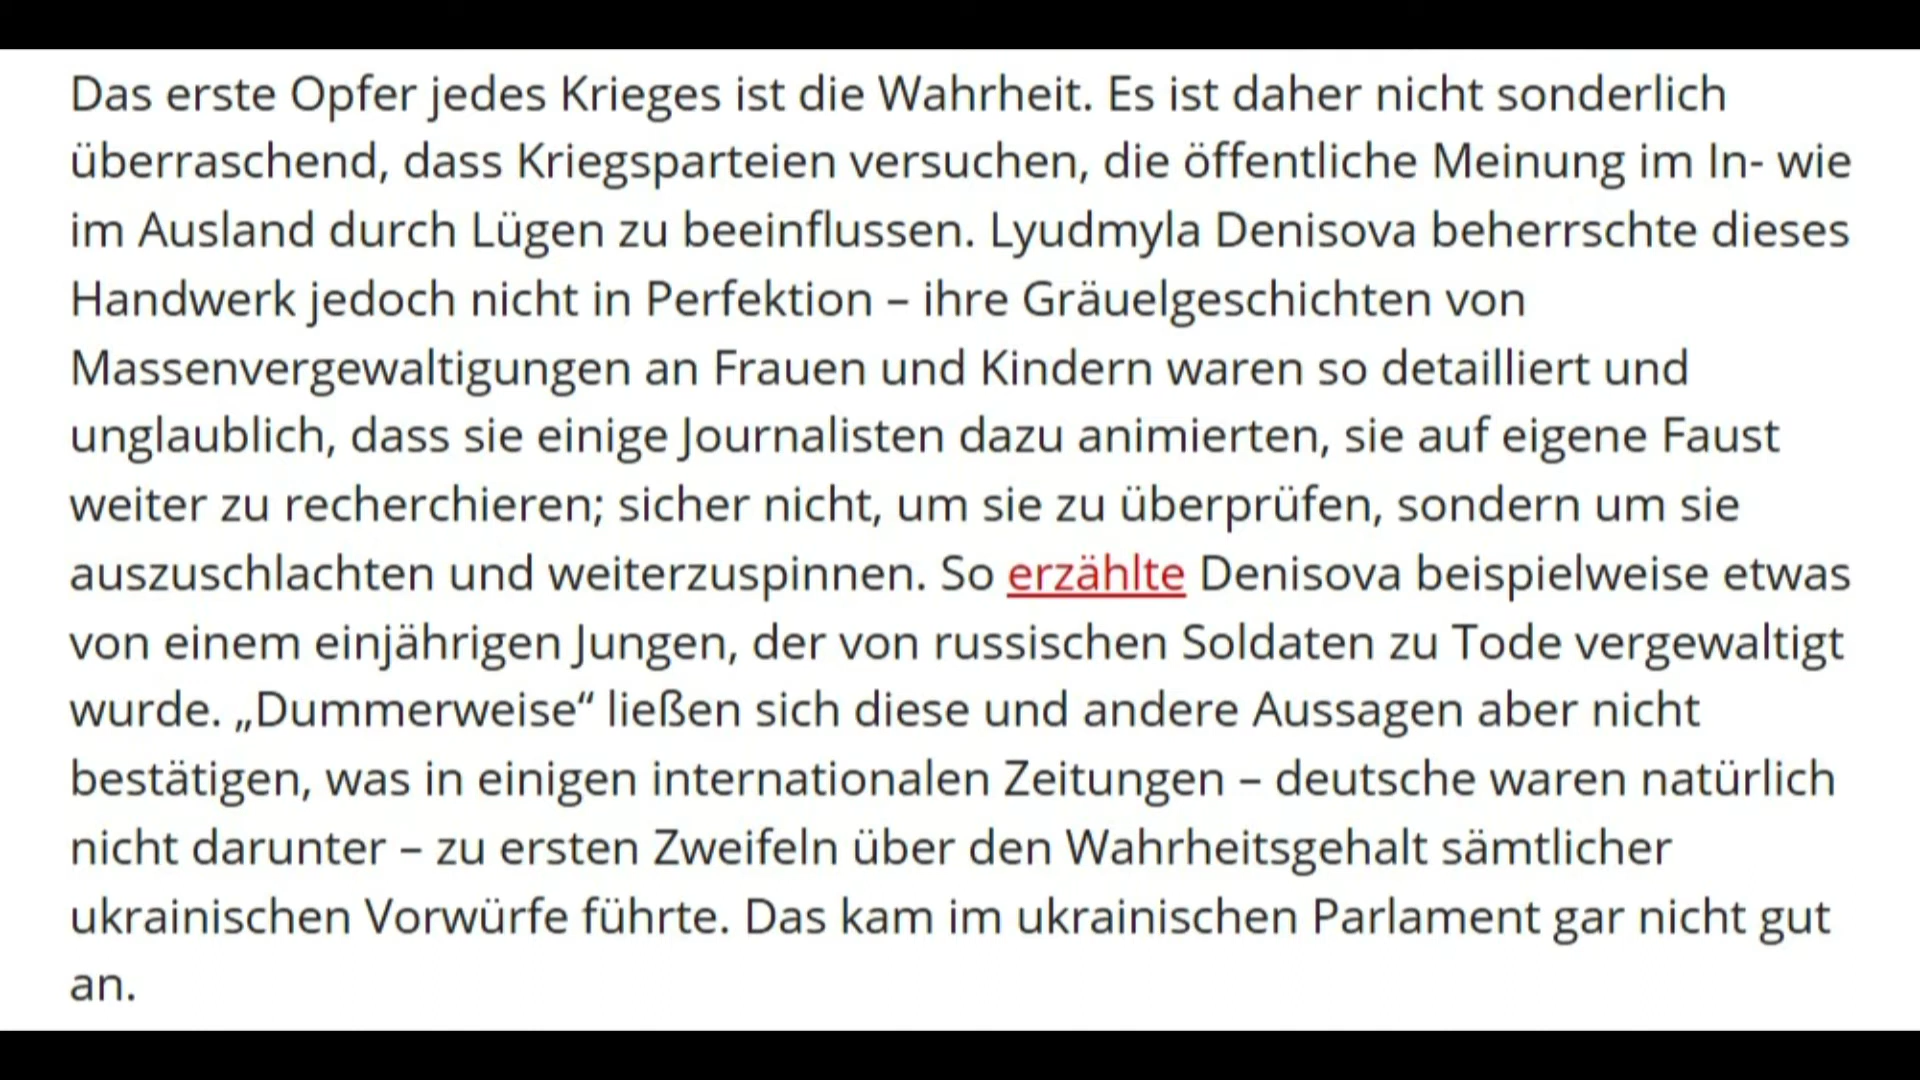 Das erste Opfer jedes Krieges ist die Wahrheit. Es ist daher nicht sonderlich
überraschend, dass Kriegsparteien versuchen, die öffentliche Meinung im In- wie
im Ausland durch Lügen zu beeinflussen. Lyudmyla Denisova beherrschte dieses
Handwerk jedoch nicht in Perfektion – ihre Gräuelgeschichten von
Massenvergewaltigungen an Frauen und Kindern waren so detailliert und
unglaublich, dass sie einige Journalisten dazu animierten, sie auf eigene Faust
weiter zu recherchieren; sicher nicht, um sie zu überprüfen, sondern um sie
auszuschlachten und weiterzuspinnen. So erzählte Denisova beispielweise etwas
von einem einjährigen Jungen, der von russischen Soldaten zu Tode vergewaltigt
wurde. „Dummerweise“ ließen sich diese und andere Aussagen aber nicht
bestätigen, was in einigen internationalen Zeitungen – deutsche waren natürlich
nicht darunter – zu ersten Zweifeln über den Wahrheitsgehalt sämtlicher
ukrainischen Vorwürfe führte. Das kam im ukrainischen Parlament gar nicht gut
an.